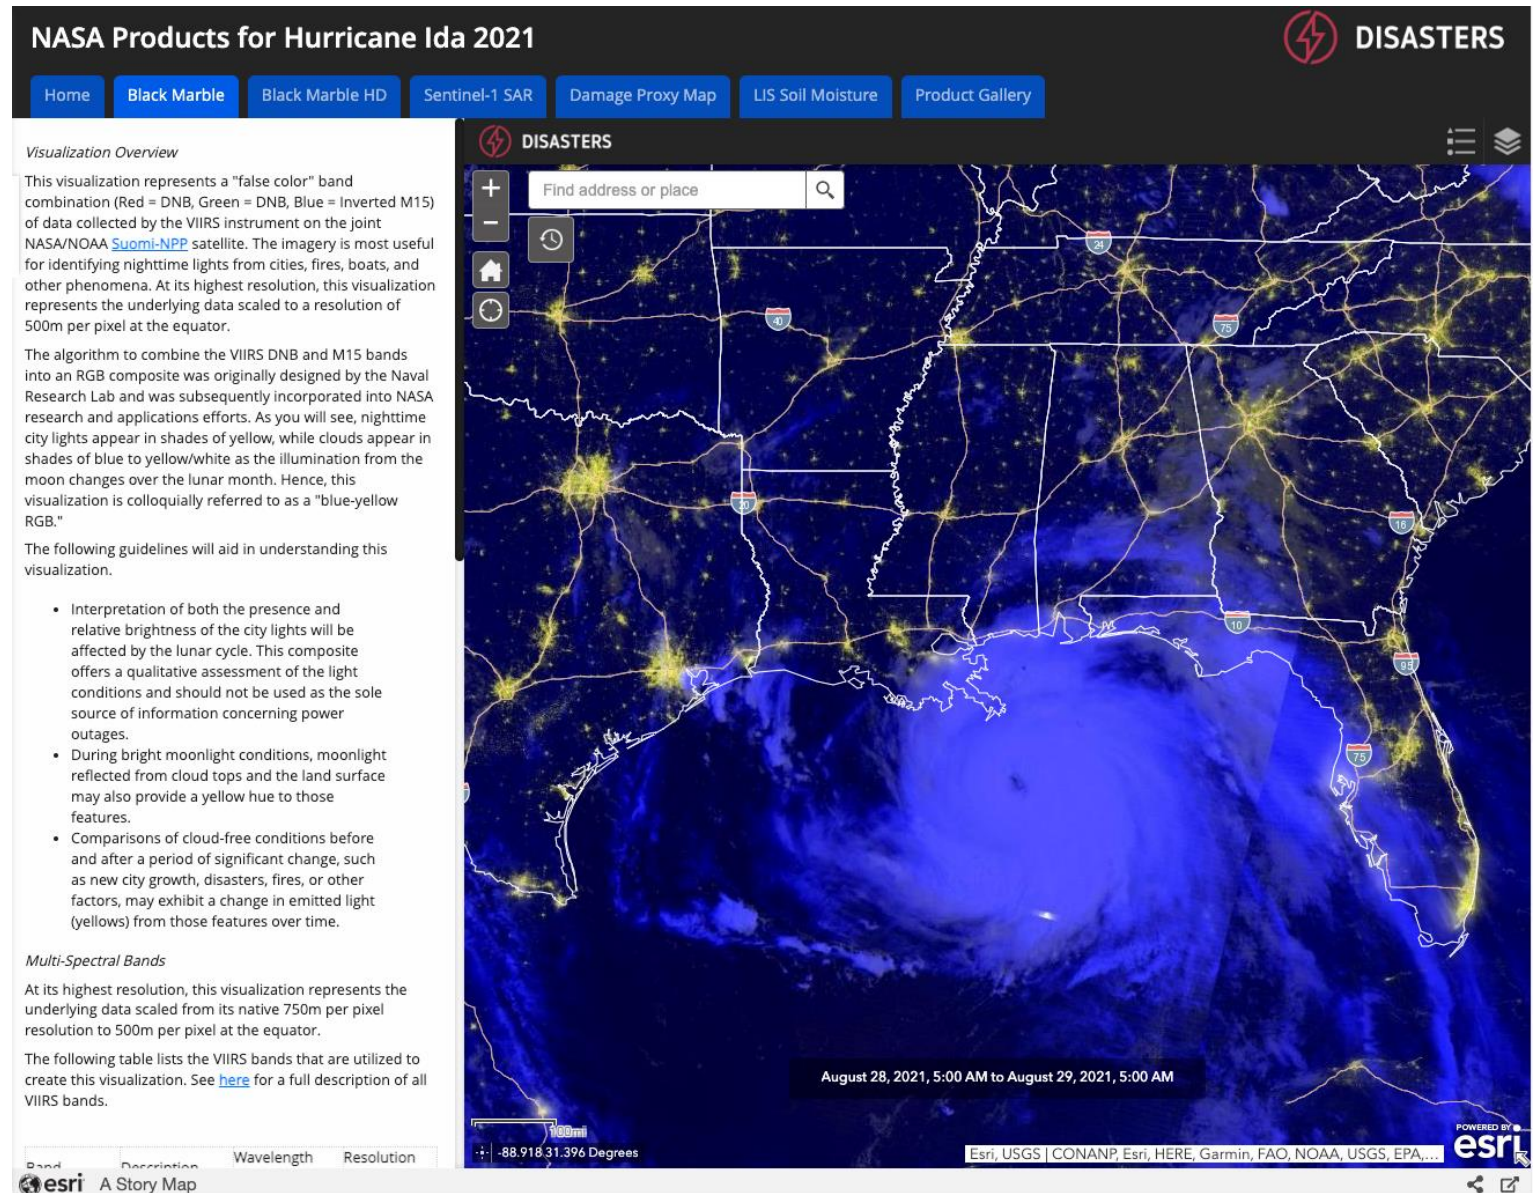 NASA Products for Hurricane Ida 2021
DISASTERS
Home
Black Marble
Black Marble HD
Sentinel-1 SAR
Damage Proxy Map
LIS Soil Moisture
Product Gallery
Visualization Overview
This visualization represents a "false color" band
combination (Red = DNB, Green = DNB, Blue = Inverted M15)
of data collected by the VIIRS instrument on the joint
NASA/NOAA Suomi-NPP satellite. The imagery is most useful
for identifying nighttime lights from cities, fires, boats, and
other phenomena. At its highest resolution, this visualization
represents the underlying data scaled to a resolution of
500m per pixel at the equator.
The algorithm to combine the VIIRS DNB and M15 bands
into an RGB composite was originally designed by the Naval
Research Lab and was subsequently incorporated into NASA
research and applications efforts. As you will see, nighttime
city lights appear in shades of yellow, while clouds appear in
shades of blue to yellow/white as the illumination from the
moon changes over the lunar month. Hence, this
visualization is colloquially referred to as a "blue-yellow
RGB."
The following guidelines will aid in understanding this
visualization.
• Interpretation of both the presence and
relative brightness of the city lights will be
affected by the lunar cycle. This composite
offers a qualitative assessment of the light
conditions and should not be used as the sole
source of information concerning power
outages.
• During bright moonlight conditions, moonlight
reflected from cloud tops and the land surface
may also provide a yellow hue to those
features.
• Comparisons of cloud-free conditions before
and after a period of significant change, such
as new city growth, disasters, fires, or other
factors, may exhibit a change in emitted light
(yellows) from those features over time.
Multi-Spectral Bands
At its highest resolution, this visualization represents the
underlying data scaled from its native 750m per pixel
resolution to 500m per pixel at the equator.
The following table lists the VIIRS bands that are utilized to
create this visualization. See here for a full description of all
VIIRS bands.
Band
Description
Wavelength
Resolution
DISASTERS
Find address or place
24
40
75
20
16
10
95
75
August 28, 2021, 5:00 AM to August 29, 2021, 5:00 AM
100mi
-88.918 31.396 Degrees
Esri, USGS | CONANP, Esri, HERE, Garmin, FAO, NOAA, USGS, EPA,...
POWERED BY
esri
esri A Story Map